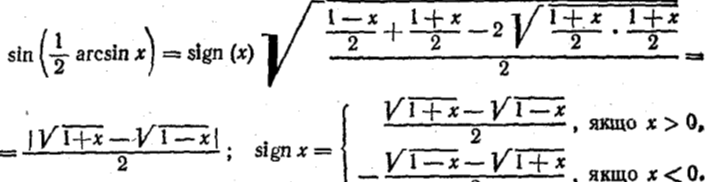 sin(1/2 arcsin x) = sign (x) √(((1−x)/2 + (1+x)/2 − 2√((1+x)/2 · (1+x)/2))/2) =
= |√(1+x) − √(1−x)|/2 ; sign x = { (√(1+x) − √(1−x))/2 , якщо x > 0,
−(√(1−x) − √(1+x))/2 , якщо x < 0.